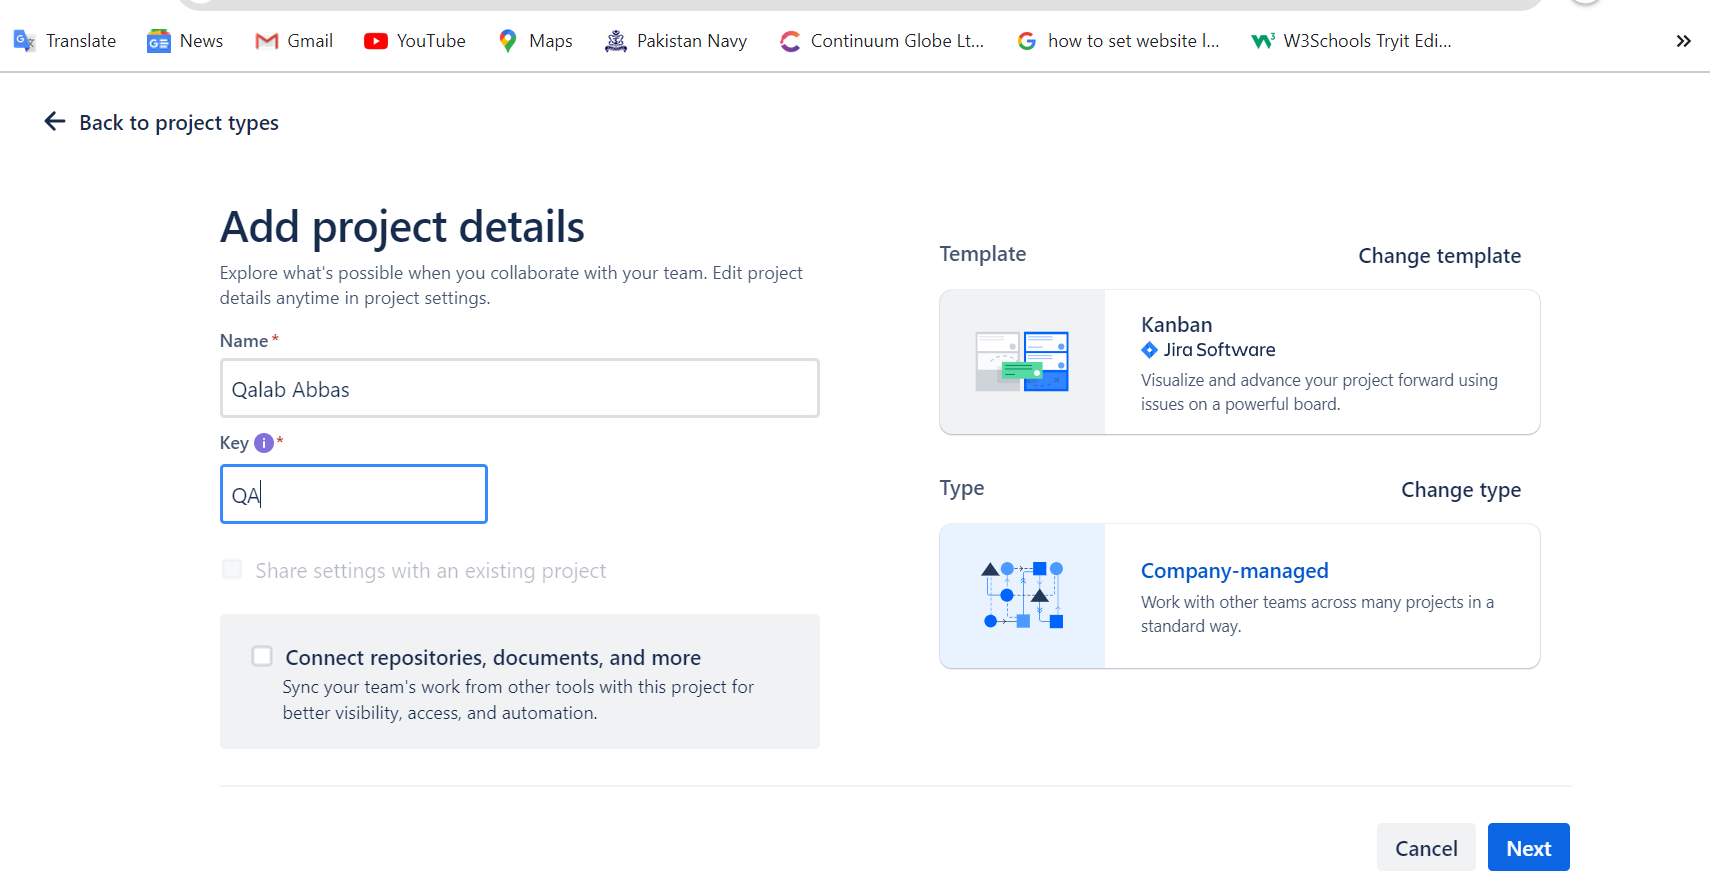 Translate News Gmail YouTube Maps Pakistan Navy Continuum Globe Lt... how to set website l... W3Schools Tryit Edi... »
Back to project types
Add project details
Explore what's possible when you collaborate with your team. Edit project
details anytime in project settings.
Name *
Qalab Abbas
Key i *
QA
Share settings with an existing project
Connect repositories, documents, and more
Sync your team's work from other tools with this project for
better visibility, access, and automation.
Template Change template
Kanban
Jira Software
Visualize and advance your project forward using
issues on a powerful board.
Type Change type
Company-managed
Work with other teams across many projects in a
standard way.
Cancel Next